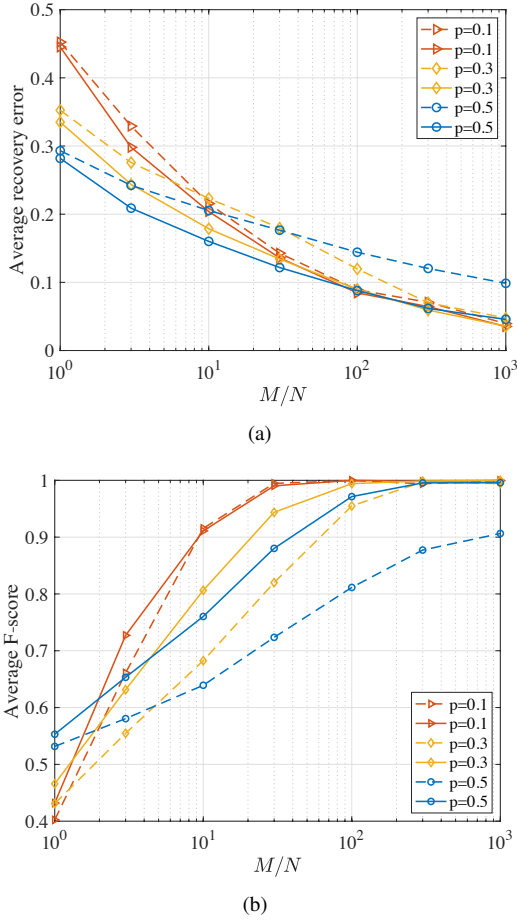 0.5
0.4
0.3
0.2
0.1
0
Average recovery error
p=0.1
p=0.1
p=0.3
p=0.3
p=0.5
p=0.5
10^0
10^1
10^2
10^3
M/N
(a)
1
0.9
0.8
0.7
0.6
0.5
0.4
Average F-score
p=0.1
p=0.1
p=0.3
p=0.3
p=0.5
p=0.5
10^0
10^1
10^2
10^3
M/N
(b)